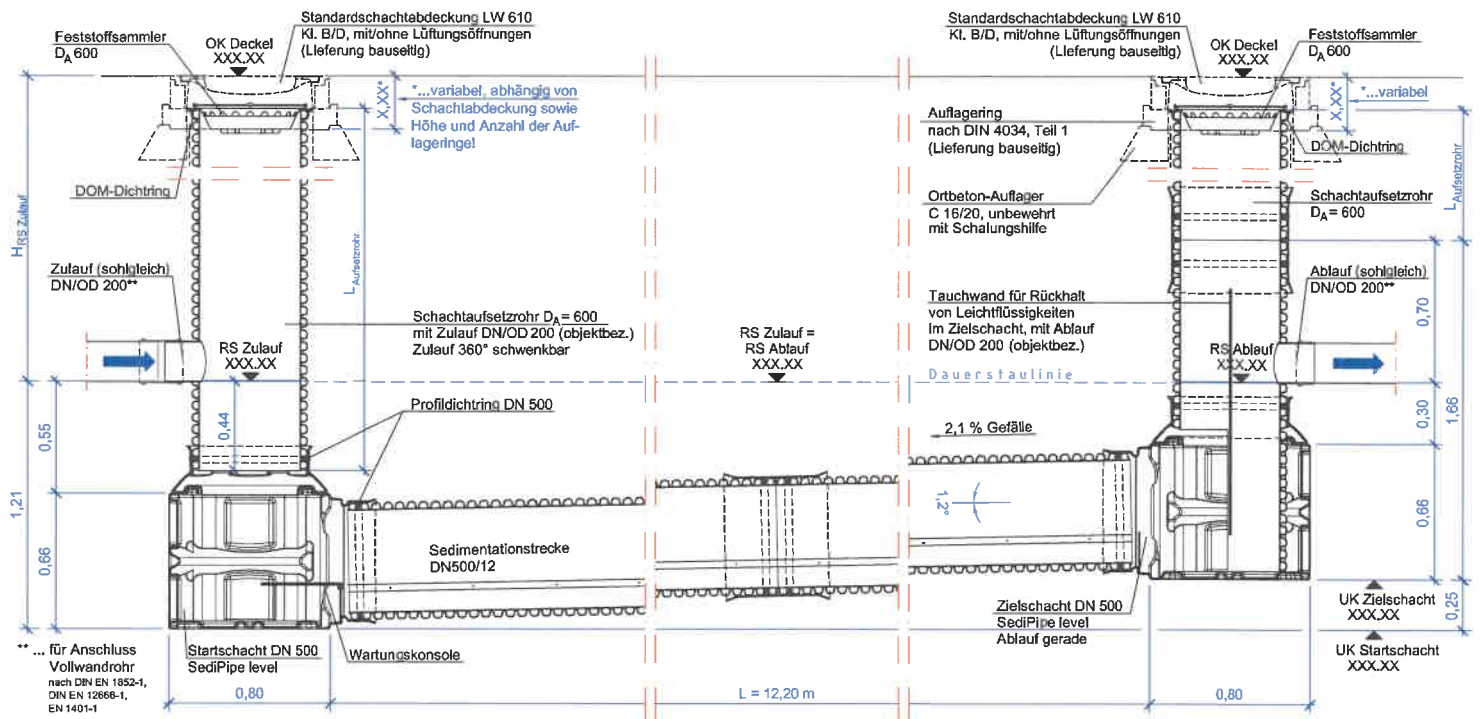 Standardschachtabdeckung LW 610
Kl. B/D, mit/ohne Lüftungsöffnungen
(Lieferung bauseitig)
Feststoffsammler
DA 600
OK Deckel
XXX.XX
X,XX*
*...variabel, abhängig von
Schachtabdeckung sowie
Höhe und Anzahl der Auf-
lageringe!
DOM-Dichtring
HRS Zulauf
LAufsetzrohr
Zulauf (sohlgleich)
DN/OD 200**
Schachtaufsetzrohr DA = 600
mit Zulauf DN/OD 200 (objektbez.)
Zulauf 360° schwenkbar
RS Zulauf
XXX.XX
0,44
0,55
1,21
0,66
Profildichtring DN 500
Sedimentationstrecke
DN500/12
Startschacht DN 500
SediPipe level
Wartungskonsole
** ... für Anschluss
Vollwandrohr
nach DIN EN 1852-1,
DIN EN 12666-1,
EN 1401-1
0,80
L = 12,20 m
RS Zulauf =
RS Ablauf
XXX.XX
Standardschachtabdeckung LW 610
Kl. B/D, mit/ohne Lüftungsöffnungen
(Lieferung bauseitig)
OK Deckel
XXX.XX
Feststoffsammler
DA 600
X,XX*
*...variabel
Auflagering
nach DIN 4034, Teil 1
(Lieferung bauseitig)
DOM-Dichtring
Ortbeton-Auflager
C 16/20, unbewehrt
mit Schalungshilfe
Schachtaufsetzrohr
DA = 600
LAufsetzrohr
Tauchwand für Rückhalt
von Leichtflüssigkeiten
im Zielschacht, mit Ablauf
DN/OD 200 (objektbez.)
Ablauf (sohlgleich)
DN/OD 200**
0,70
RS Ablauf
XXX.XX
Dauerstaulinie
0,30
1,66
2,1 % Gefälle
1,2°
0,66
Zielschacht DN 500
SediPipe level
Ablauf gerade
UK Zielschacht
XXX.XX
0,25
UK Startschacht
XXX.XX
0,80